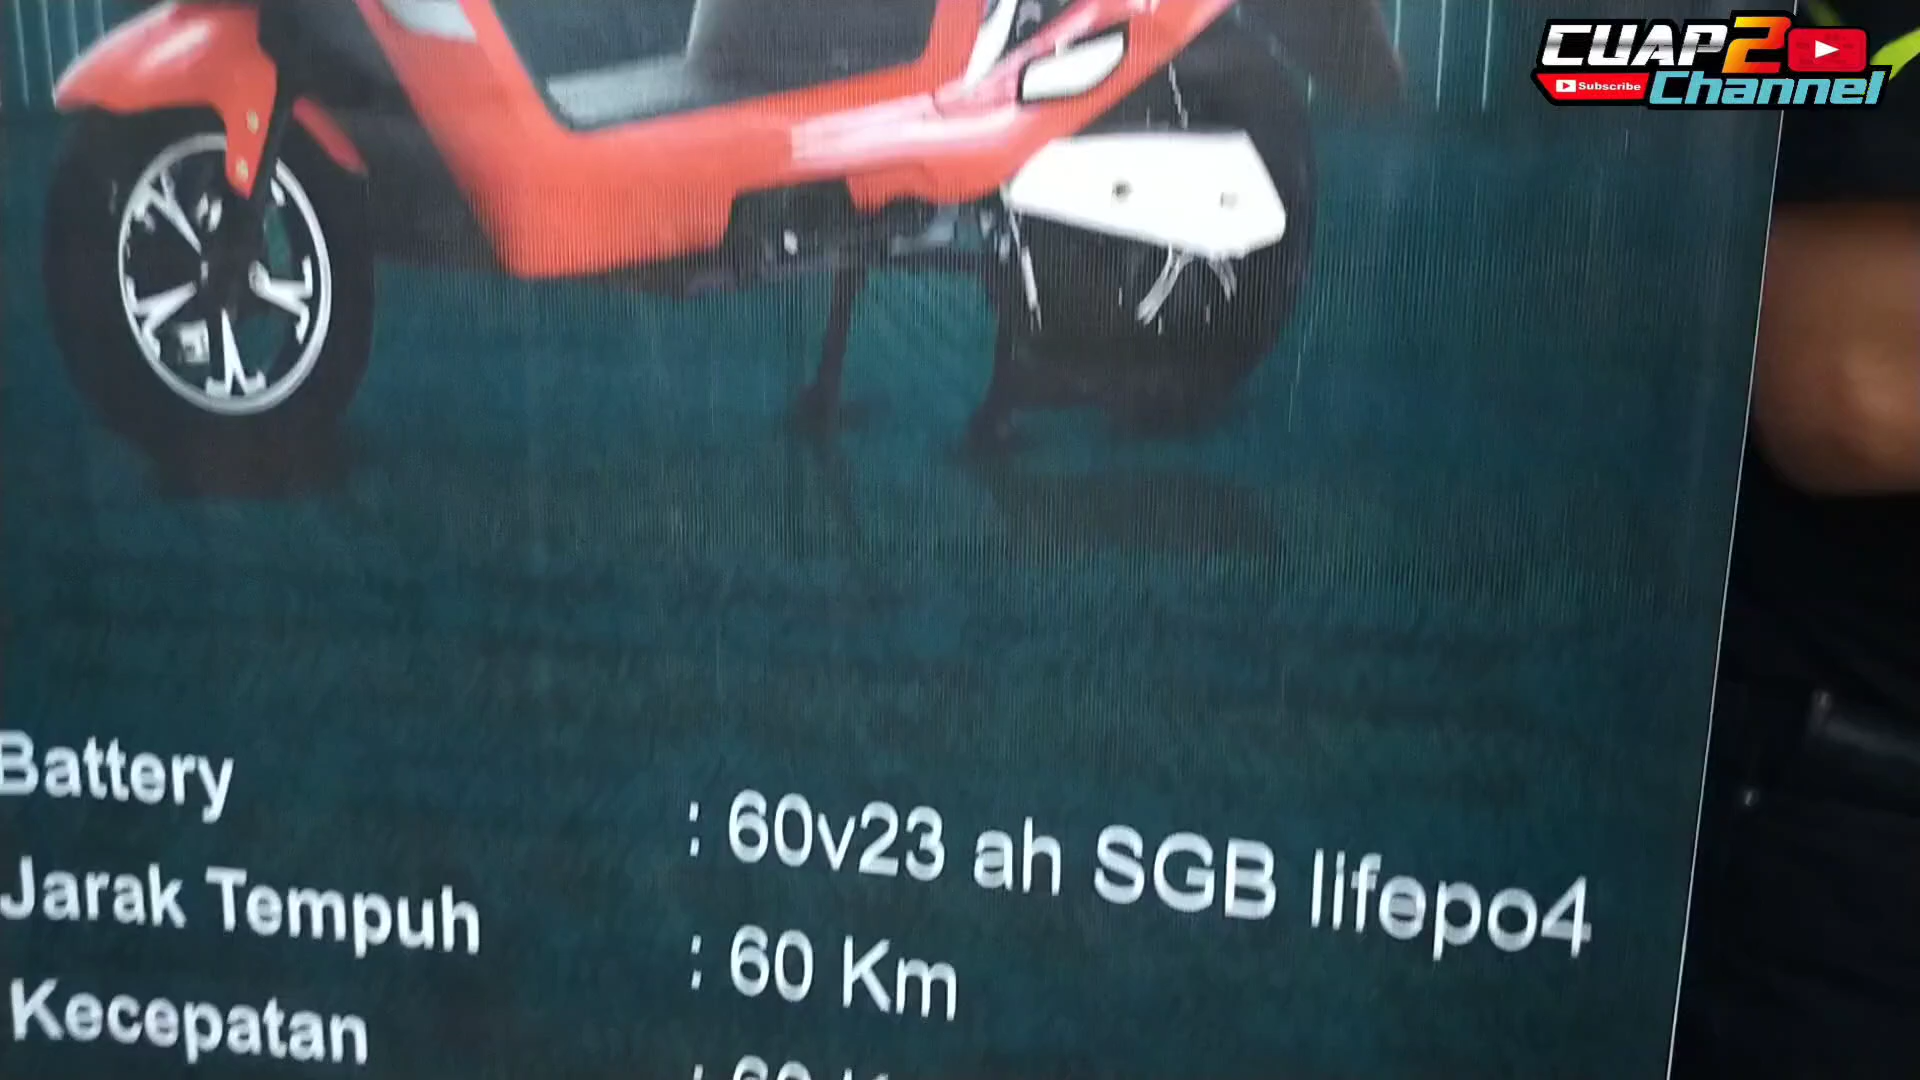 CUAP2
Subscribe
Channel
Battery : 60v23 ah SGB lifepo4
Jarak Tempuh : 60 Km
Kecepatan :